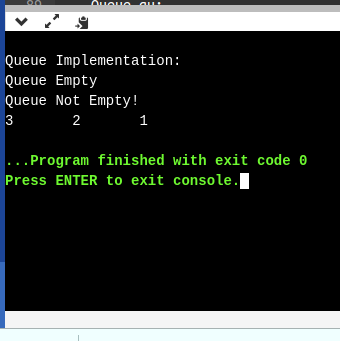 Queue Implementation:
Queue Empty
Queue Not Empty!
3       2       1
...Program finished with exit code 0
Press ENTER to exit console.